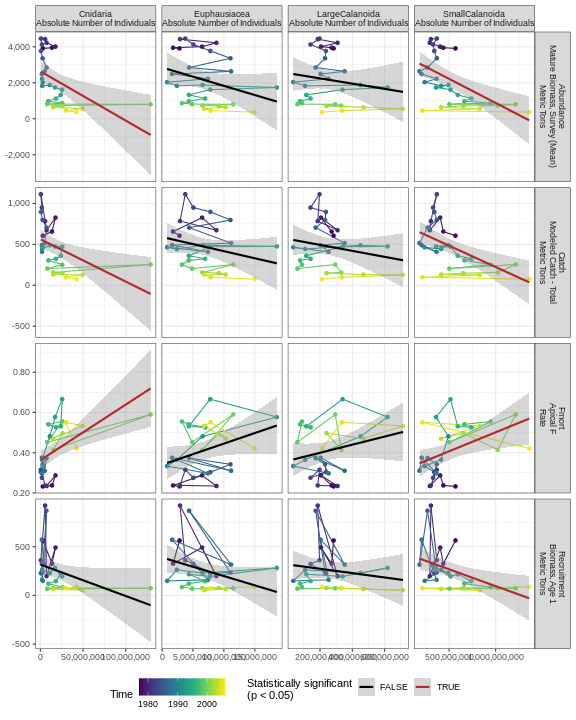 Cnidaria
Absolute Number of Individuals
Euphausiacea
Absolute Number of Individuals
LargeCalanoida
Absolute Number of Individuals
SmallCalanoida
Absolute Number of Individuals
4,000
2,000
0
-2,000
Abundance
Mature Biomass, Survey (Mean)
Metric Tons
1,000
500
0
-500
Catch
Modeled Catch - Total
Metric Tons
0.80
0.60
0.40
0.20
Fmort
Apical F
Rate
500
0
-500
Recruitment
Biomass, Age 1
Metric Tons
0
50,000,000
100,000,000
0
5,000,000
10,000,000
15,000,000
200,000,000
400,000,000
600,000,000
800,000,000
500,000,000
1,000,000,000
Time
1980
1990
2000
Statistically significant
(p < 0.05)
FALSE
TRUE